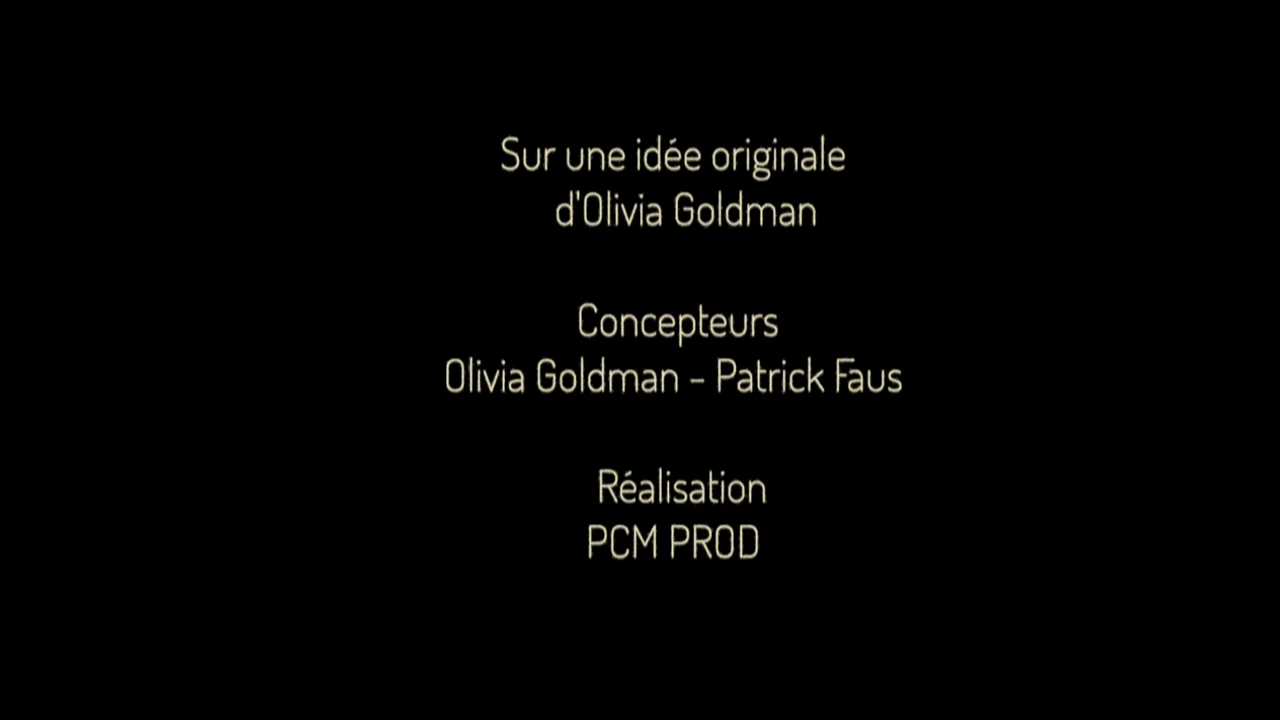 Sur une idée originale
d'Olivia Goldman
Concepteurs
Olivia Goldman - Patrick Faus
Réalisation
PCM PROD